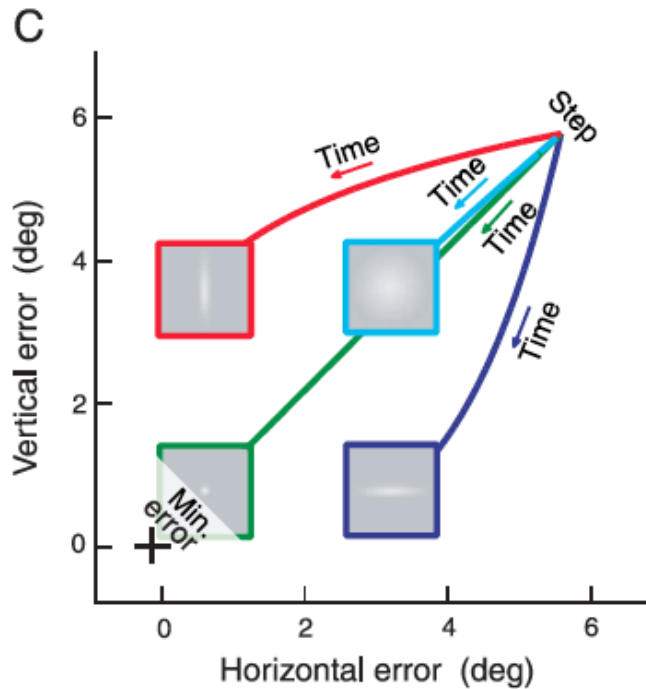 C
Step
Time
Time
Time
Time
Min.
error
Vertical error (deg)
6
4
2
0
0 2 4 6
Horizontal error (deg)